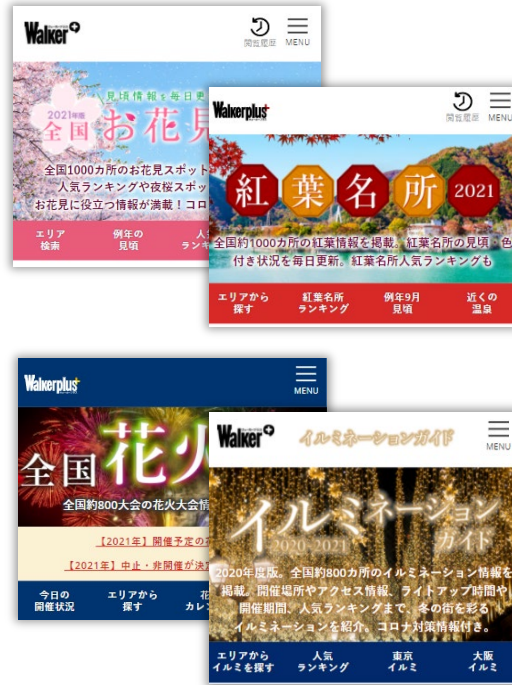 Walker
閲覧履歴 MENU
見頃情報を毎日更
2021年版
全国お花見
全国1000カ所のお花見スポット
人気ランキングや夜桜スポッ
お花見に役立つ情報が満載！コロ
エリア
検索
例年の
見頃
人
ランキ
Walkerplus
閲覧履歴 MENU
紅葉名所 2021
全国約1000カ所の紅葉情報を掲載。紅葉名所の見頃・色
付き状況を毎日更新。紅葉名所人気ランキングも
エリアから
探す
紅葉名所
ランキング
例年9月
見頃
近くの
温泉
Walkerplus
MENU
全国花火
全国約800大会の花火大会情
【2021年】開催予定の花
【2021年】中止・非開催が決
今日の
開催状況
エリアから
探す
花
カレン
Walker
イルミネーションガイド
MENU
イルミネーション
2020-2021 ガイド
2020年度版。全国約800カ所のイルミネーション情報を
掲載。開催場所やアクセス情報、ライトアップ時間や
開催期間、人気ランキングまで、冬の街を彩る
イルミネーションを紹介。コロナ対策情報付き。
エリアから
イルミを探す
人気
ランキング
東京
イルミ
大阪
イルミ